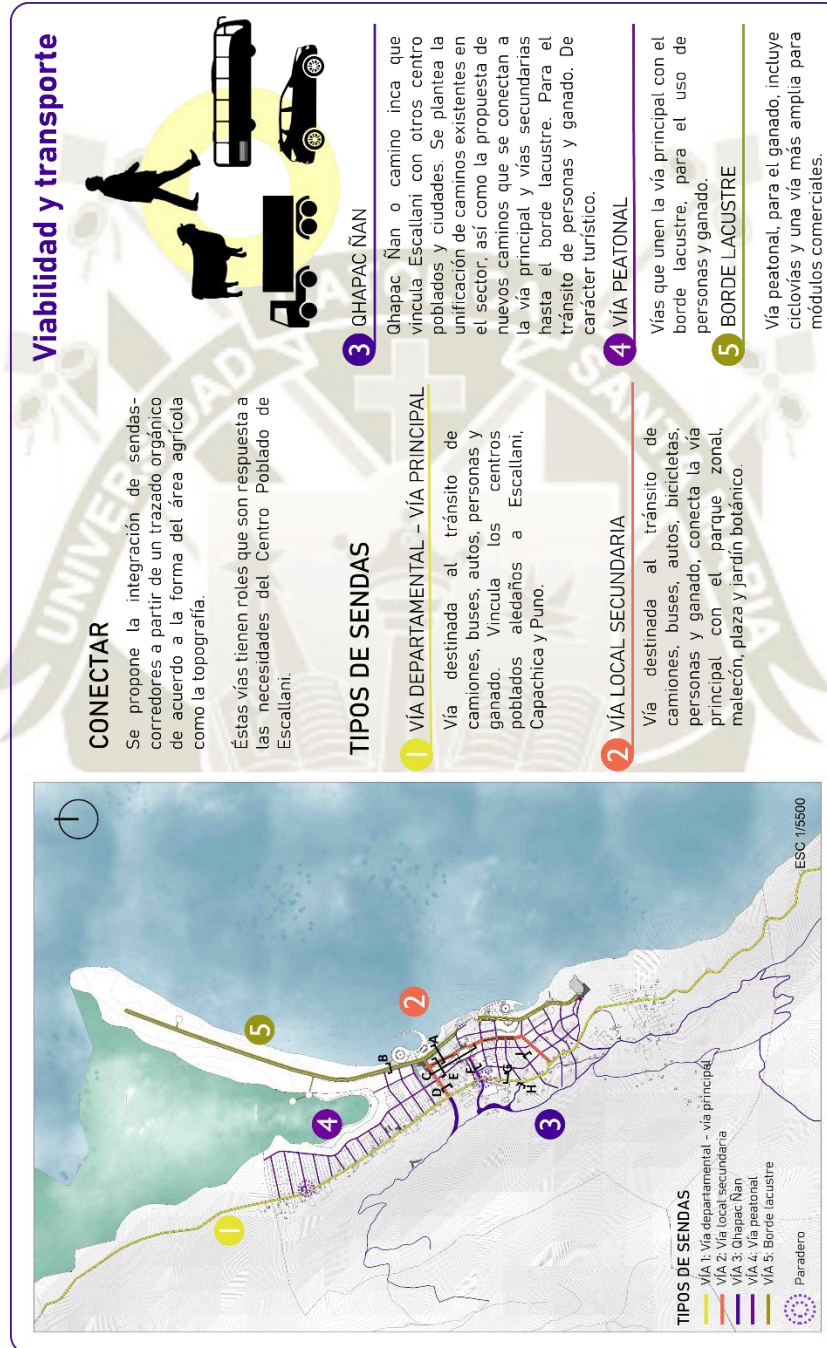 Viabilidad y transporte
CONECTAR
Se propone la integración de sendas-
corredores a partir de un trazado orgánico
de acuerdo a la forma del área agrícola
como la topografía.
Éstas vías tienen roles que son respuesta a
las necesidades del Centro Poblado de
Escallani.
TIPOS DE SENDAS
1 VÍA DEPARTAMENTAL – VÍA PRINCIPAL
Vía destinada al tránsito de
camiones, buses, autos, personas y
ganado. Vincula los centros
poblados aledaños a Escallani,
Capachica y Puno.
2 VÍA LOCAL SECUNDARIA
Vía destinada al tránsito de
camiones, buses, autos, bicicletas,
personas y ganado, conecta la vía
principal con el parque zonal,
malecón, plaza y jardín botánico.
3 QHAPAC ÑAN
Qhapac Ñan o camino inca que
vincula Escallani con otros centro
poblados y ciudades. Se plantea la
unificación de caminos existentes en
el sector, así como la propuesta de
nuevos caminos que se conectan a
la vía principal y vías secundarias
hasta el borde lacustre. Para el
tránsito de personas y ganado. De
carácter turístico.
4 VÍA PEATONAL
Vías que unen la vía principal con el
borde lacustre, para el uso de
personas y ganado.
5 BORDE LACUSTRE
Vía peatonal, para el ganado, incluye
ciclovías y una vía más amplia para
módulos comerciales.
1
5
4
2
3
B
A
C
D
E
F
G
H
TIPOS DE SENDAS
VÍA 1: Vía departamental – vía principal
VÍA 2: Vía local secundaria
VÍA 3: Qhapac Ñan
VÍA 4: Vía peatonal
VÍA 5: Borde lacustre
Paradero
ESC 1/5500
UNIVERSIDAD CATÓLICA SANTA MARÍA